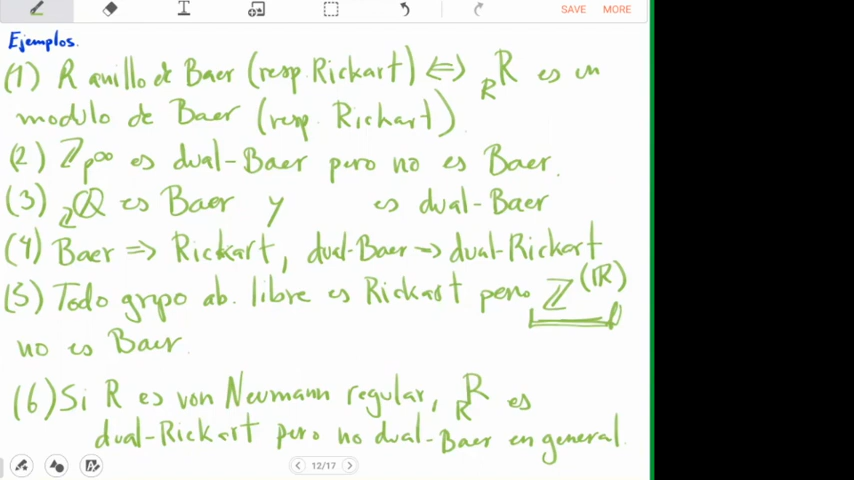 SAVE MORE
Ejemplos.
(1) R anillo de Baer (resp. Rickart) ⟺ _R R es un
modulo de Baer (resp. Rickart).
(2) ℤ_{p^∞} es dual-Baer pero no es Baer.
(3) _ℤ ℚ es Baer y es dual-Baer
(4) Baer ⟹ Rickart, dual-Baer → dual-Rickart
(5) Todo grupo ab. libre es Rickart pero ℤ^{(ℝ)}
no es Baer.
(6) Si R es von Neumann regular, _R R es
dual-Rickart pero no dual-Baer en general.
12/17